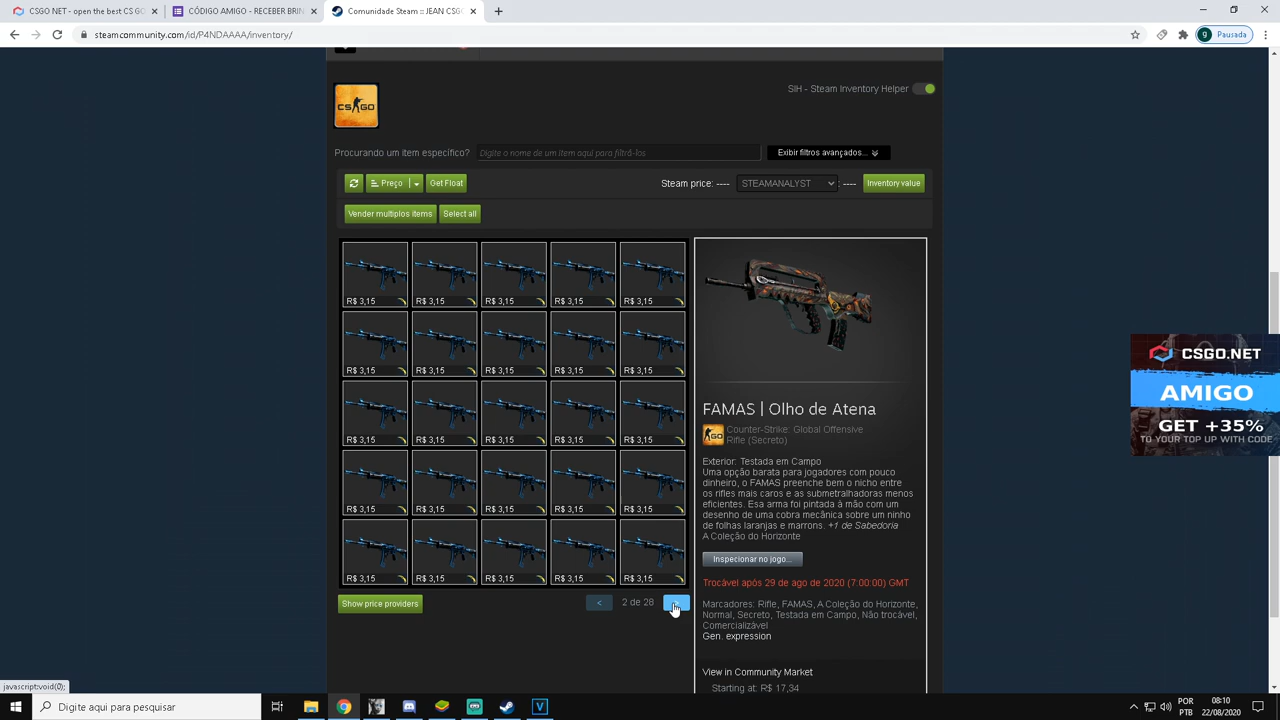 CSGO NET - open the best CS GO
CÓDIGO AMIGO - RECEBER BRIN
Comunidade Steam :: JEAN CSGO
steamcommunity.com/id/P4NDAAAA/inventory/
g Pausada
CS GO
SIH - Steam Inventory Helper
Procurando um item específico? Digite o nome de um item aqui para filtrá-los Exibir filtros avançados...
Preço Get Float Steam price: ---- STEAMANALYST : ---- Inventory value
Vender multiplos items Select all
R$ 3,15 R$ 3,15 R$ 3,15 R$ 3,15 R$ 3,15
R$ 3,15 R$ 3,15 R$ 3,15 R$ 3,15 R$ 3,15
R$ 3,15 R$ 3,15 R$ 3,15 R$ 3,15 R$ 3,15
R$ 3,15 R$ 3,15 R$ 3,15 R$ 3,15 R$ 3,15
R$ 3,15 R$ 3,15 R$ 3,15 R$ 3,15 R$ 3,15
Show price providers < 2 de 28
FAMAS | Olho de Atena
CS GO
Counter-Strike: Global Offensive
Rifle (Secreto)
Exterior: Testada em Campo
Uma opção barata para jogadores com pouco
dinheiro, o FAMAS preenche bem o nicho entre
os rifles mais caros e as submetralhadoras menos
eficientes. Esa arma foi pintada à mão com um
desenho de uma cobra mecânica sobre um ninho
de folhas laranjas e marrons. +1 de Sabedoria
A Coleção do Horizonte
Inspecionar no jogo...
Trocável após 29 de ago de 2020 (7:00:00) GMT
Marcadores: Rifle, FAMAS, A Coleção do Horizonte,
Normal, Secreto, Testada em Campo, Não trocável,
Comercializável
Gen. expression
View in Community Market
Starting at: R$ 17,34
CSGO.NET
AMIGO
GET +35%
TO YOUR TOP UP WITH CODE
javascript:void(0);
Digite aqui para pesquisar
POR
PTB
08:10
22/08/2020